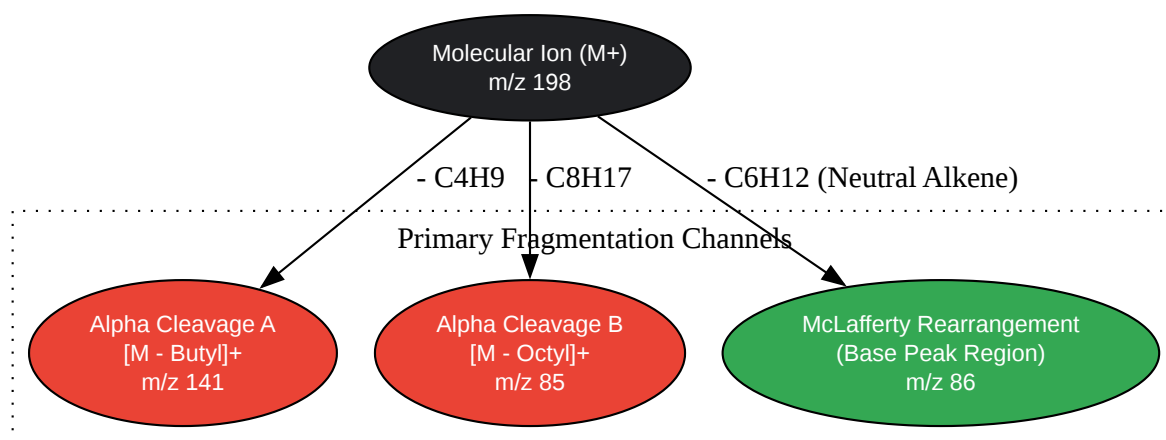 Molecular Ion (M+)
m/z 198
- C4H9
- C8H17
- C6H12 (Neutral Alkene)
Primary Fragmentation Channels
Alpha Cleavage A
[M - Butyl]+
m/z 141
Alpha Cleavage B
[M - Octyl]+
m/z 85
McLafferty Rearrangement
(Base Peak Region)
m/z 86